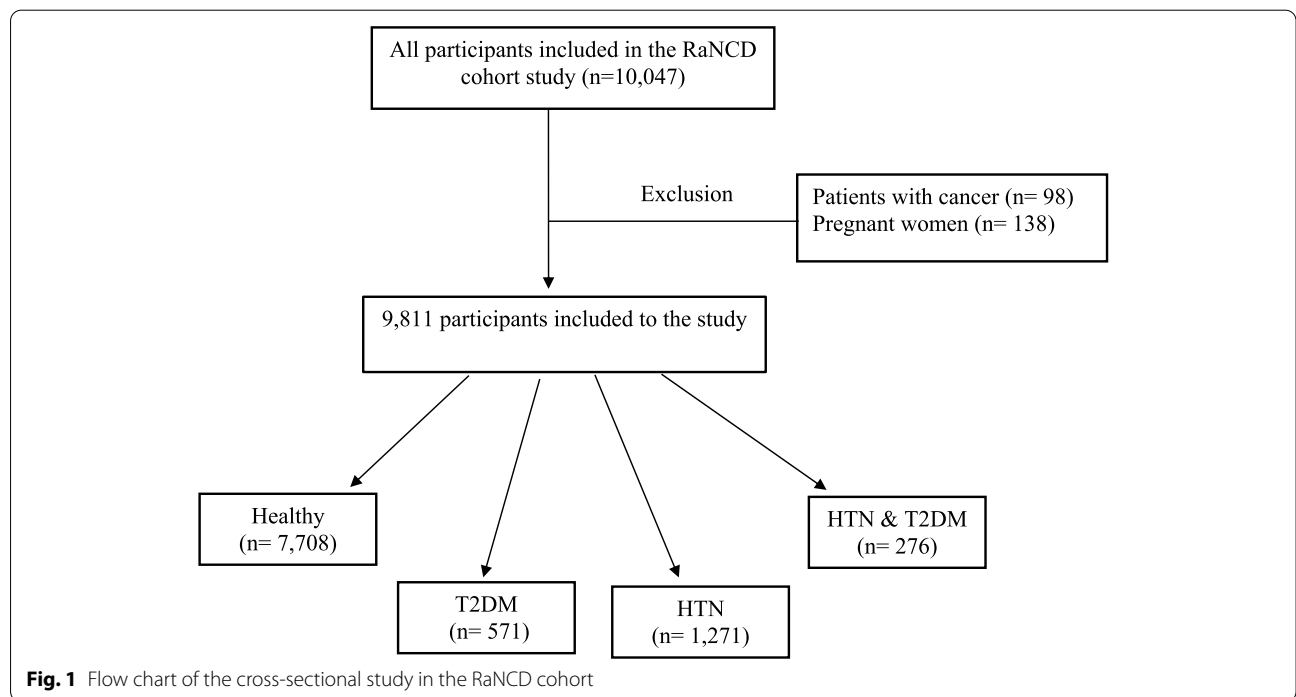 All participants included in the RaNCD
cohort study (n=10,047)
Exclusion
Patients with cancer (n= 98)
Pregnant women (n= 138)
9,811 participants included to the study
Healthy
(n= 7,708)
T2DM
(n= 571)
HTN
(n= 1,271)
HTN & T2DM
(n= 276)
Fig. 1 Flow chart of the cross-sectional study in the RaNCD cohort